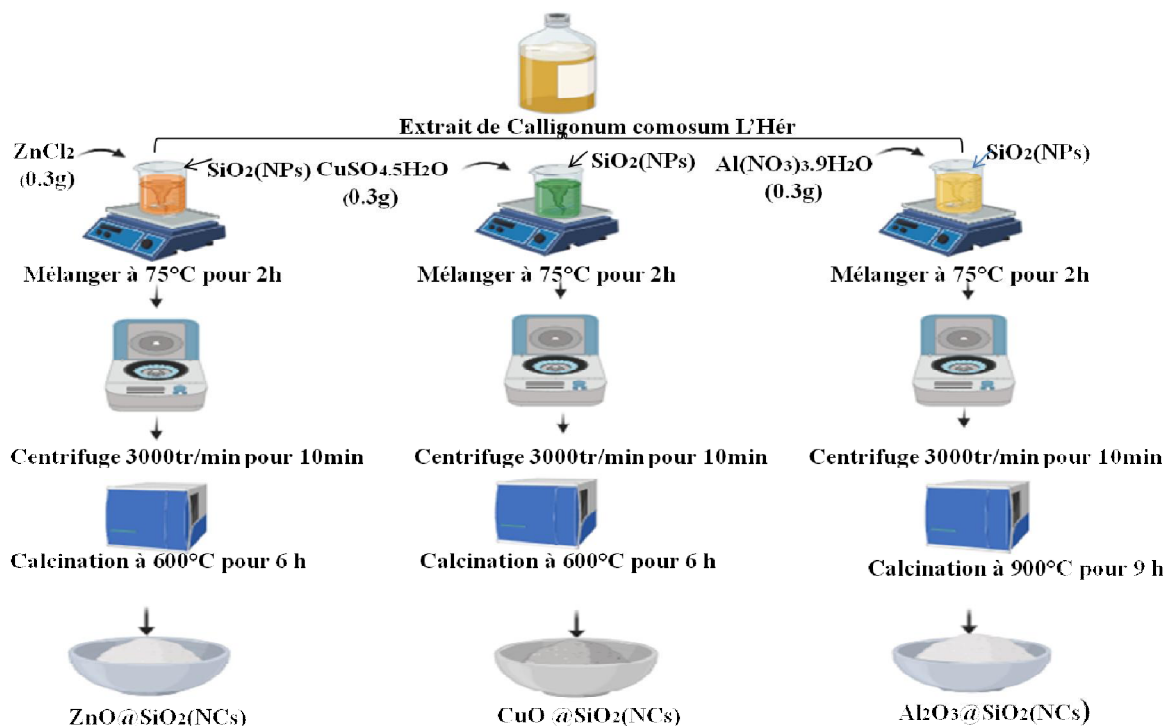 Extrait de Calligonum comosum L'Hér
ZnCl2
(0.3g)
SiO2(NPs)
CuSO4.5H2O
(0.3g)
SiO2(NPs)
Al(NO3)3.9H2O
(0.3g)
SiO2(NPs)
Mélanger à 75°C pour 2h
Mélanger à 75°C pour 2h
Mélanger à 75°C pour 2h
Centrifuge 3000tr/min pour 10min
Centrifuge 3000tr/min pour 10min
Centrifuge 3000tr/min pour 10min
Calcination à 600°C pour 6 h
Calcination à 600°C pour 6 h
Calcination à 900°C pour 9 h
ZnO@SiO2(NCs)
CuO @SiO2(NCs)
Al2O3@SiO2(NCs)